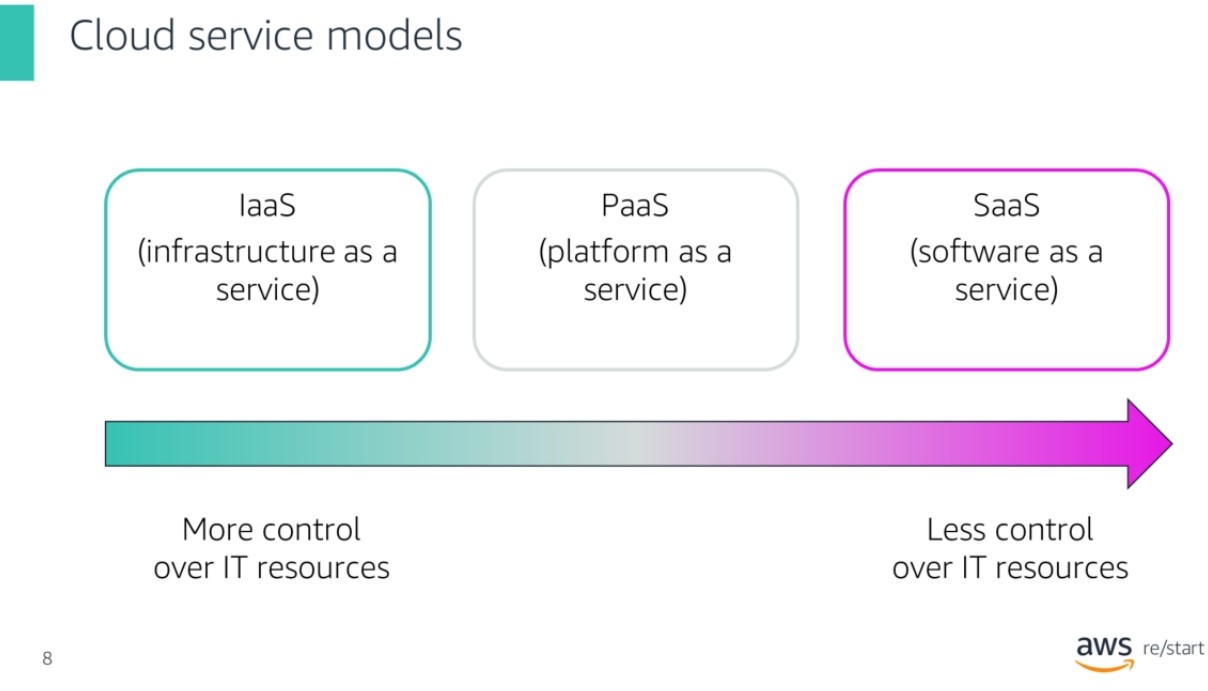 Cloud service models
IaaS
(infrastructure as a
service)
PaaS
(platform as a
service)
SaaS
(software as a
service)
More control
over IT resources
Less control
over IT resources
8
aws re/start